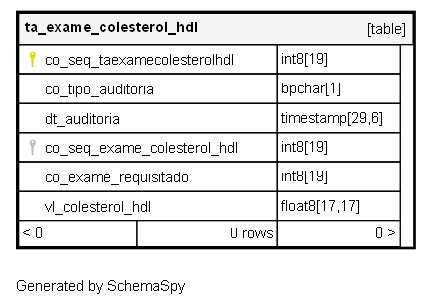 ta_exame_colesterol_hdl [table]
co_seq_taexamecolesterolhdl int8[19]
co_tipo_auditoria bpchar[1]
dt_auditoria timestamp[29,6]
co_seq_exame_colesterol_hdl int8[19]
co_exame_requisitado int8[19]
vl_colesterol_hdl float8[17,17]
< 0 0 rows 0 >
Generated by SchemaSpy